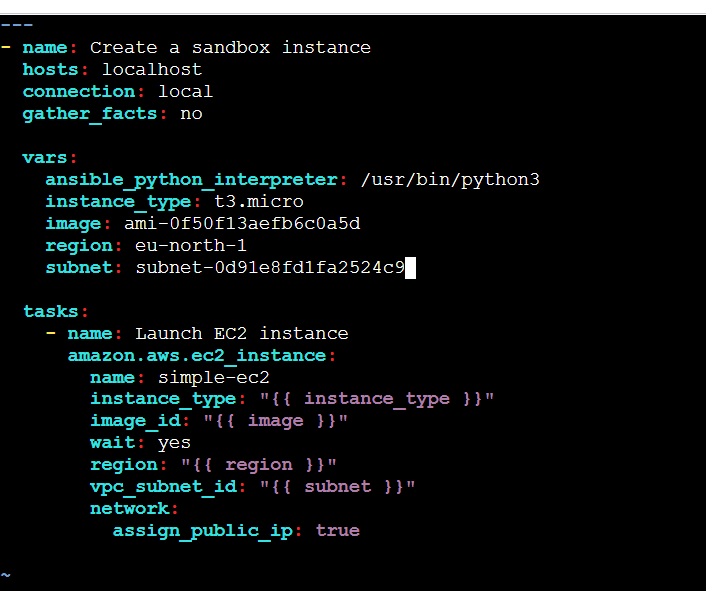 ---
- name: Create a sandbox instance
  hosts: localhost
  connection: local
  gather_facts: no

  vars:
    ansible_python_interpreter: /usr/bin/python3
    instance_type: t3.micro
    image: ami-0f50f13aefb6c0a5d
    region: eu-north-1
    subnet: subnet-0d91e8fd1fa2524c9

  tasks:
    - name: Launch EC2 instance
      amazon.aws.ec2_instance:
        name: simple-ec2
        instance_type: "{{ instance_type }}"
        image_id: "{{ image }}"
        wait: yes
        region: "{{ region }}"
        vpc_subnet_id: "{{ subnet }}"
        network:
          assign_public_ip: true

~